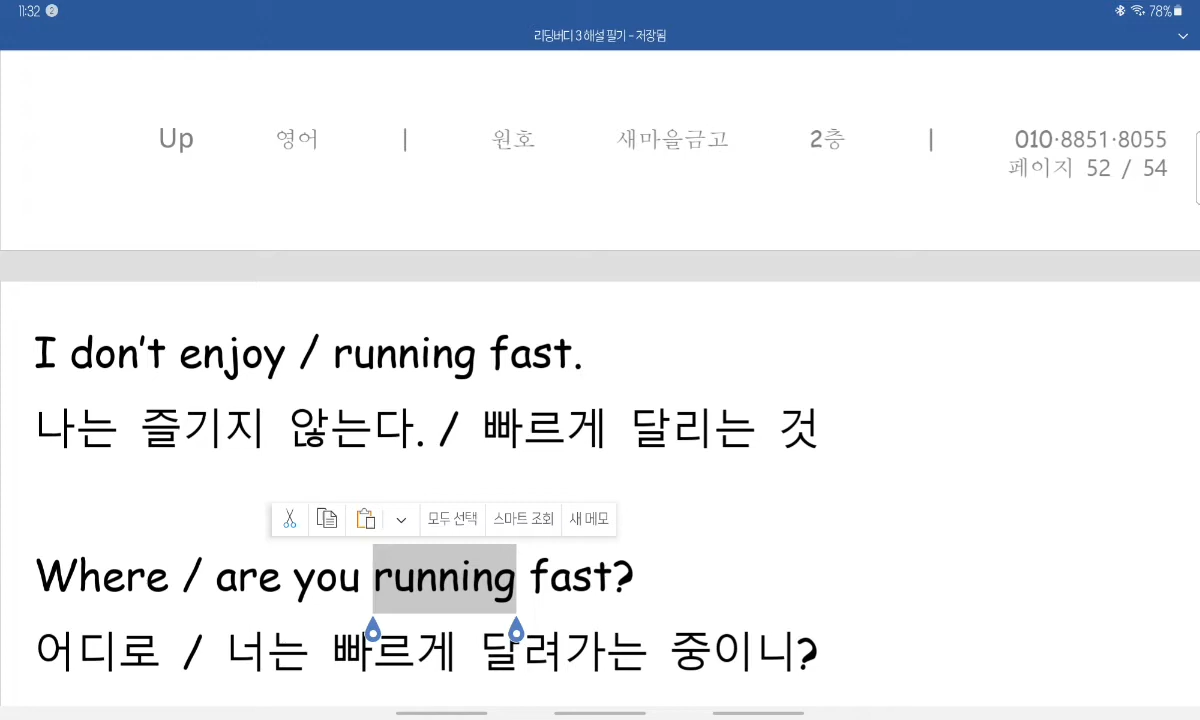 11:32 2 78%
리딩버디 3 해설 필기 - 저장됨
Up 영어 | 원호 새마을금고 2층 | 010·8851·8055
페이지 52 / 54
I don't enjoy / running fast.
나는 즐기지 않는다. / 빠르게 달리는 것
모두 선택 스마트 조회 새 메모
Where / are you running fast?
어디로 / 너는 빠르게 달려가는 중이니?